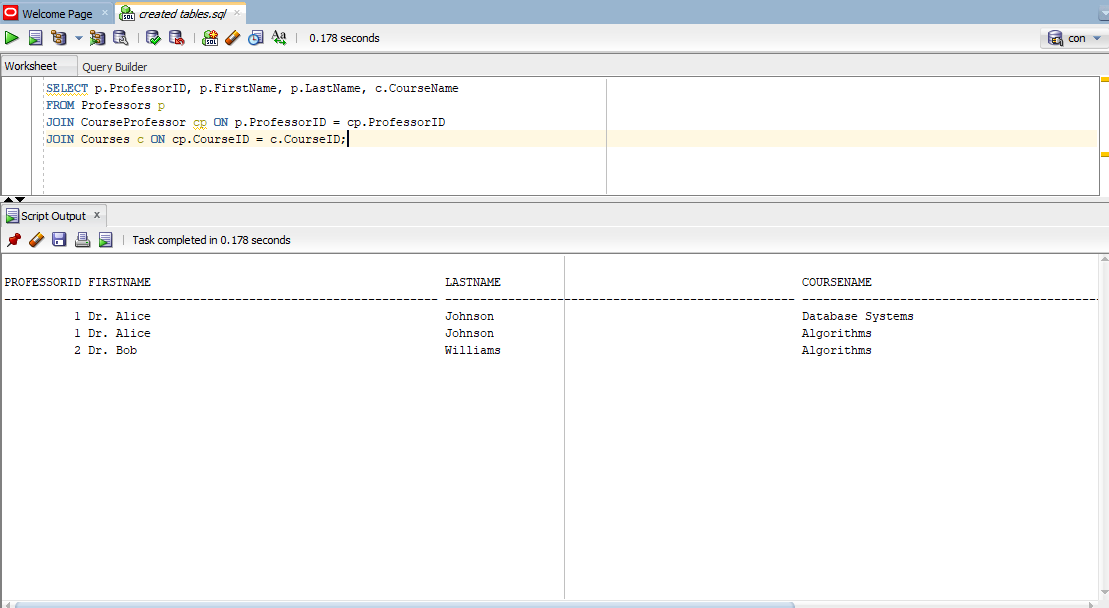 Welcome Page × created tables.sql ×
0.178 seconds con
Worksheet Query Builder
SELECT p.ProfessorID, p.FirstName, p.LastName, c.CourseName
FROM Professors p
JOIN CourseProfessor cp ON p.ProfessorID = cp.ProfessorID
JOIN Courses c ON cp.CourseID = c.CourseID;
Script Output ×
Task completed in 0.178 seconds
PROFESSORID FIRSTNAME LASTNAME COURSENAME
1 Dr. Alice Johnson Database Systems
1 Dr. Alice Johnson Algorithms
2 Dr. Bob Williams Algorithms